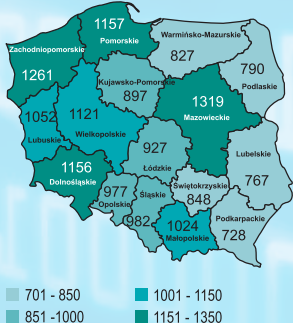 1157
Pomorskie
Warmińsko-Mazurskie
827
Zachodniopomorskie
1261
790
Podlaskie
Kujawsko-Pomorskie
897
1319
Mazowieckie
1052
Lubuskie
1121
Wielkopolskie
927
Łódzkie
Lubelskie
767
1156
Dolnośląskie
977
Opolskie
Śląskie
982
Świętokrzyskie
848
1024
Małopolskie
Podkarpackie
728
701 - 850
1001 - 1150
851 -1000
1151 - 1350